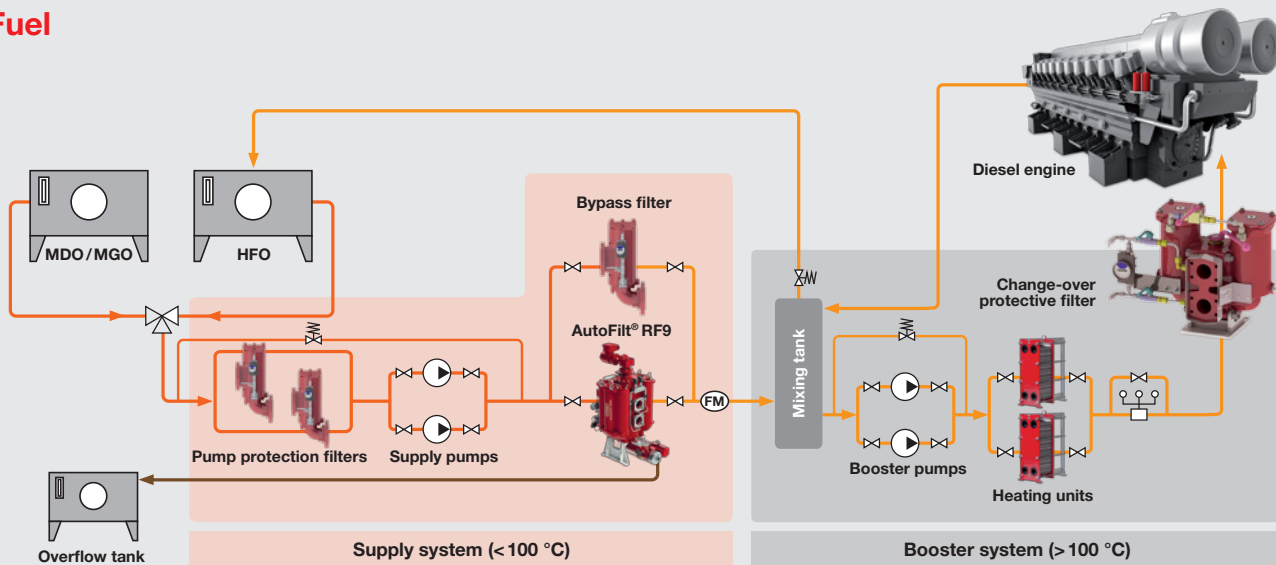 Fuel
Diesel engine
MDO / MGO
HFO
Bypass filter
Change-over
protective filter
AutoFilt® RF9
Mixing tank
FM
Pump protection filters
Supply pumps
Booster pumps
Heating units
Overflow tank
Supply system (< 100 °C)
Booster system (> 100 °C)